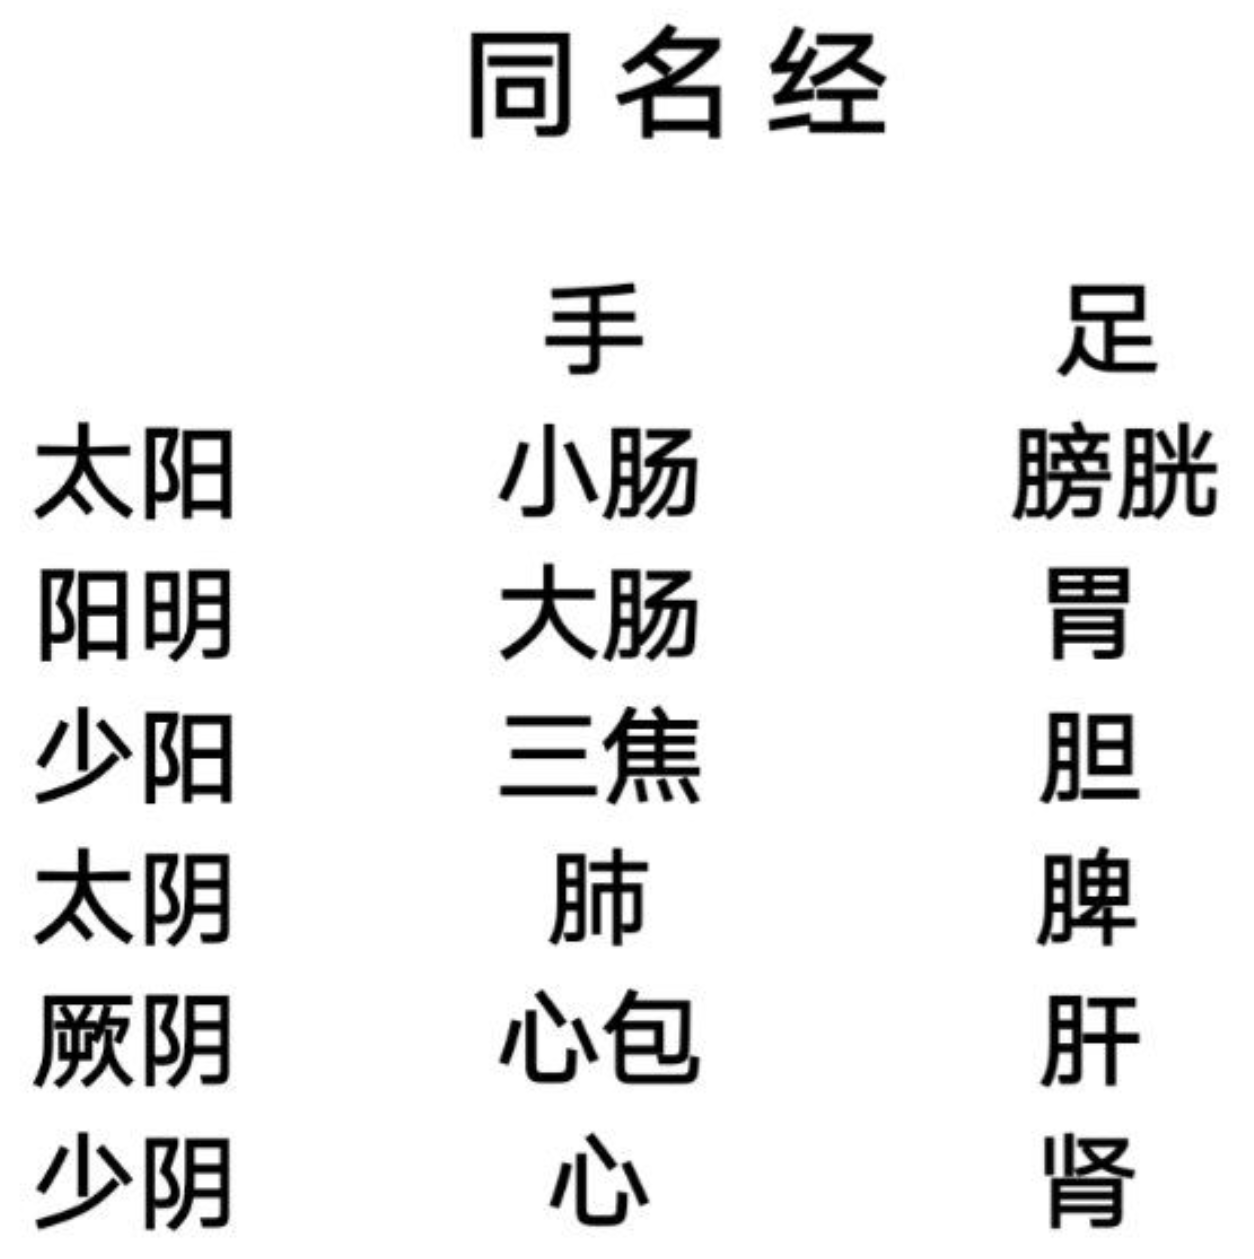 同名经
手 足
太阳 小肠 膀胱
阳明 大肠 胃
少阳 三焦 胆
太阴 肺 脾
厥阴 心包 肝
少阴 心 肾